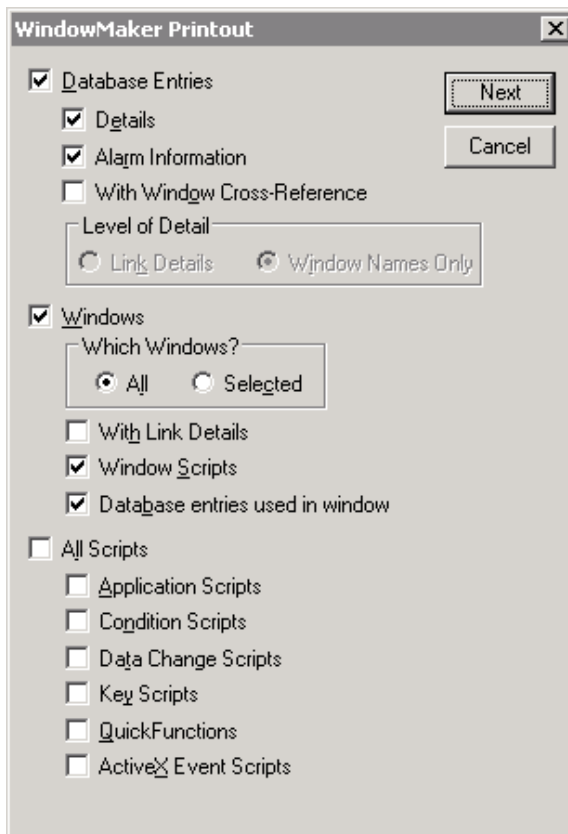 WindowMaker Printout
Database Entries
Next
Details
Cancel
Alarm Information
With Window Cross-Reference
Level of Detail
Link Details Window Names Only
Windows
Which Windows?
All Selected
With Link Details
Window Scripts
Database entries used in window
All Scripts
Application Scripts
Condition Scripts
Data Change Scripts
Key Scripts
QuickFunctions
ActiveX Event Scripts